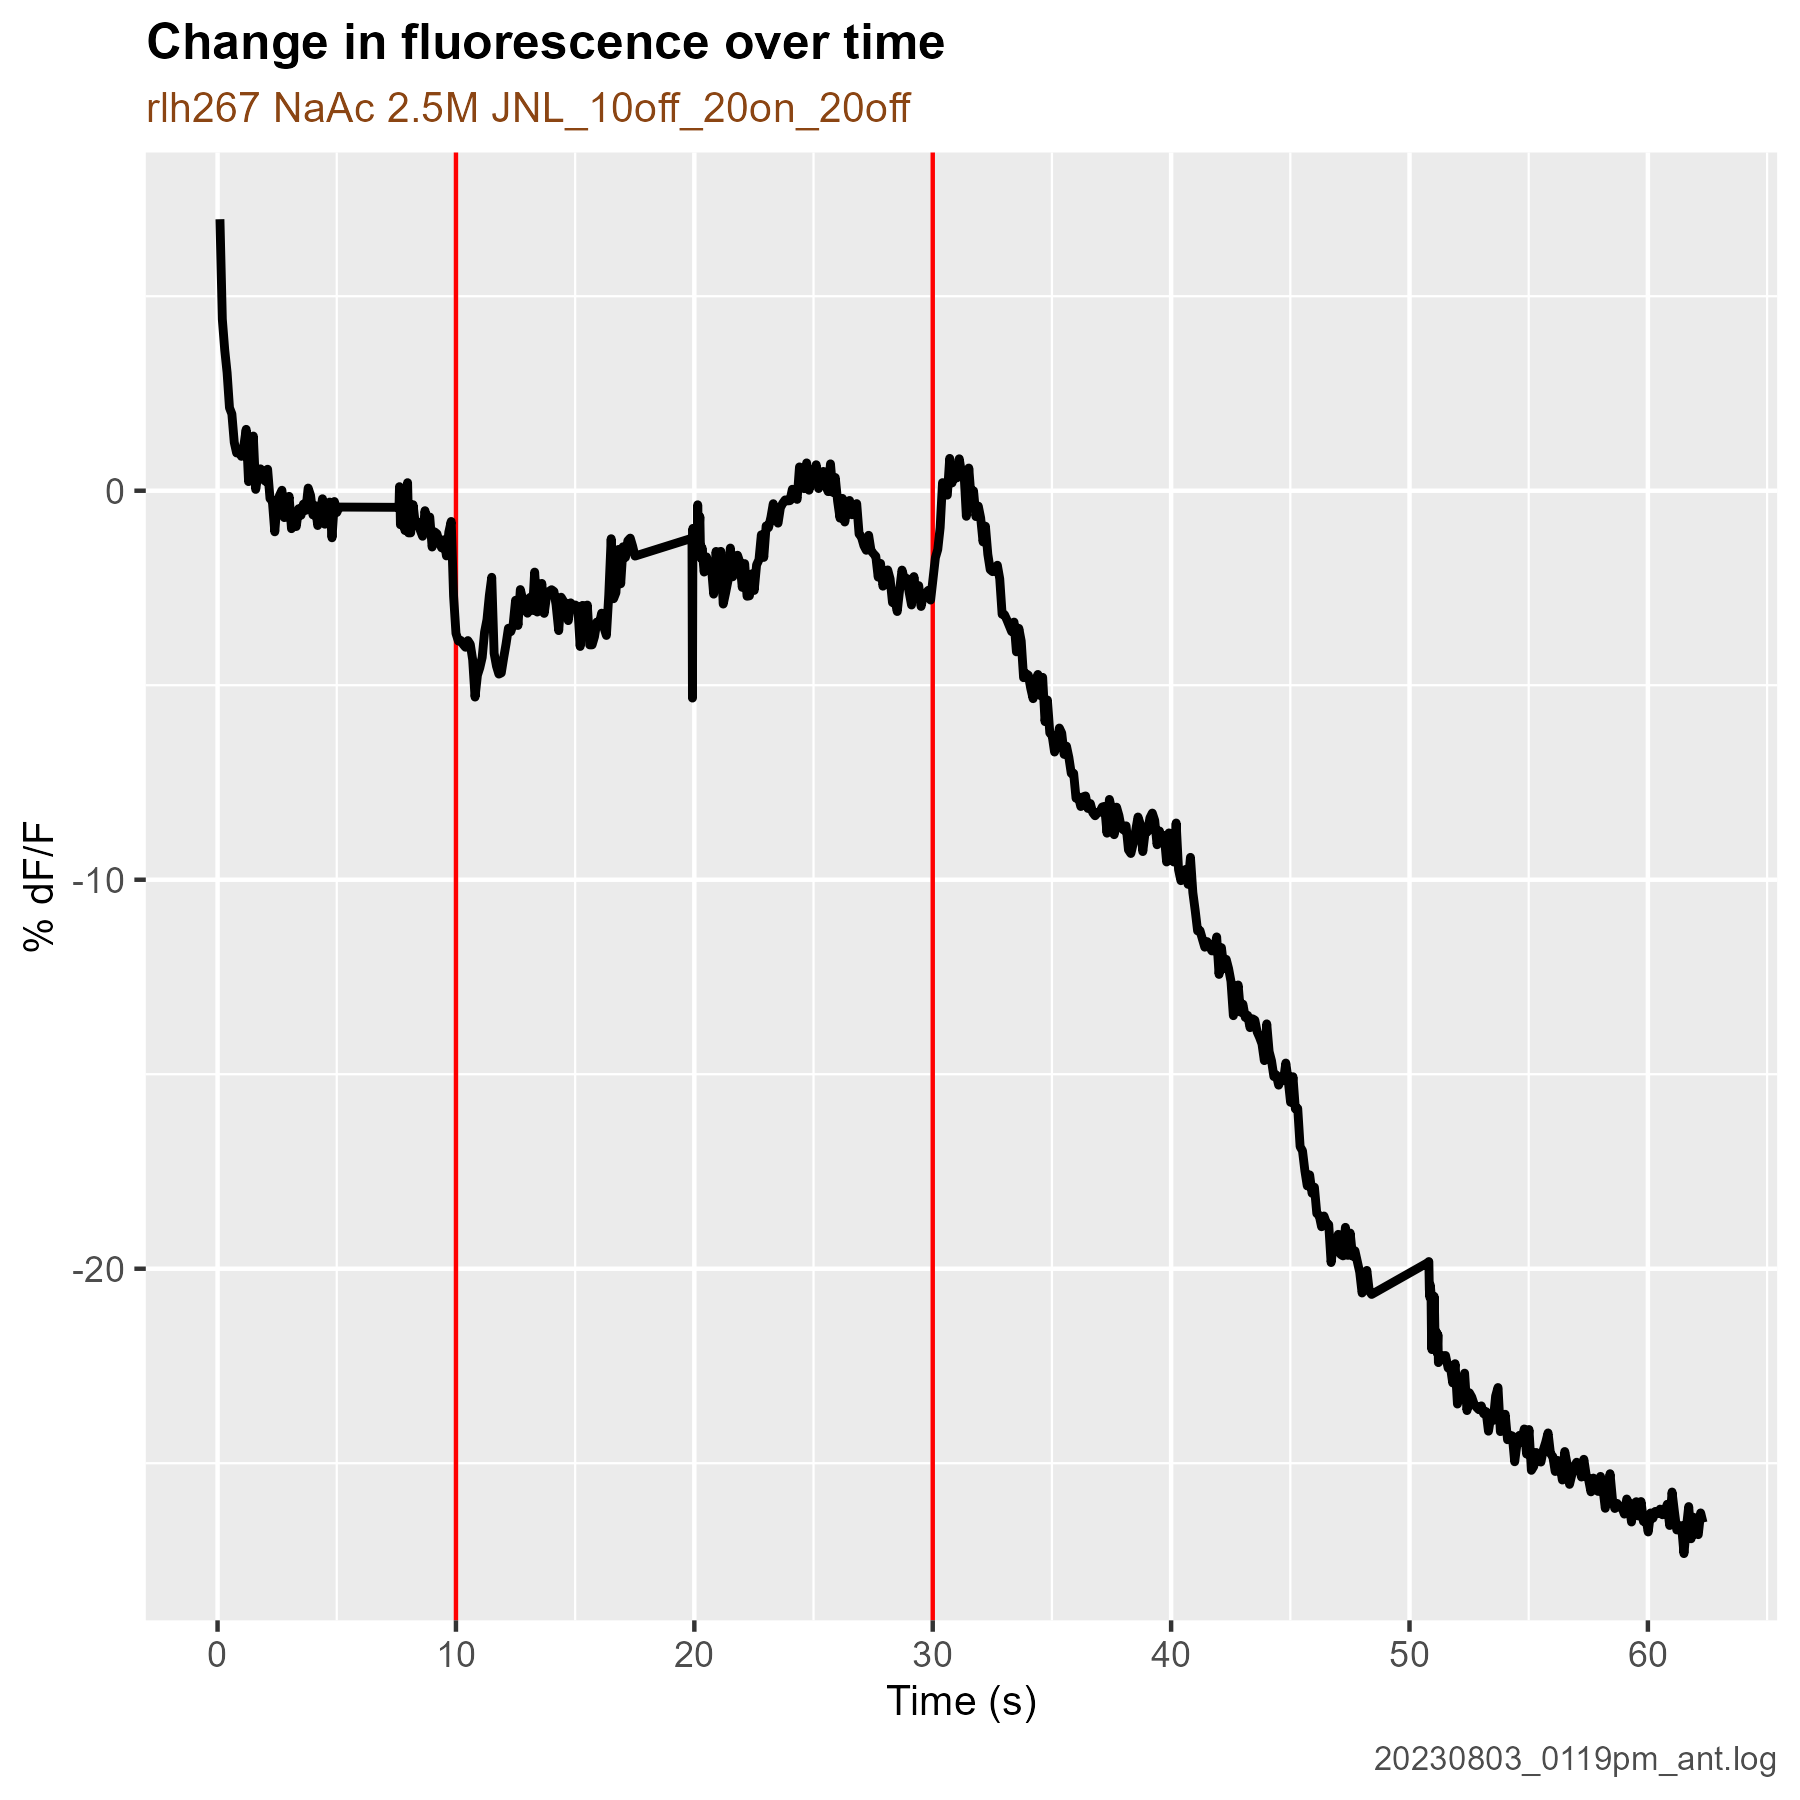 Change in fluorescence over time
rlh267 NaAc 2.5M JNL_10off_20on_20off
% dF/F
0
-10
-20
0 10 20 30 40 50 60
Time (s)
20230803_0119pm_ant.log